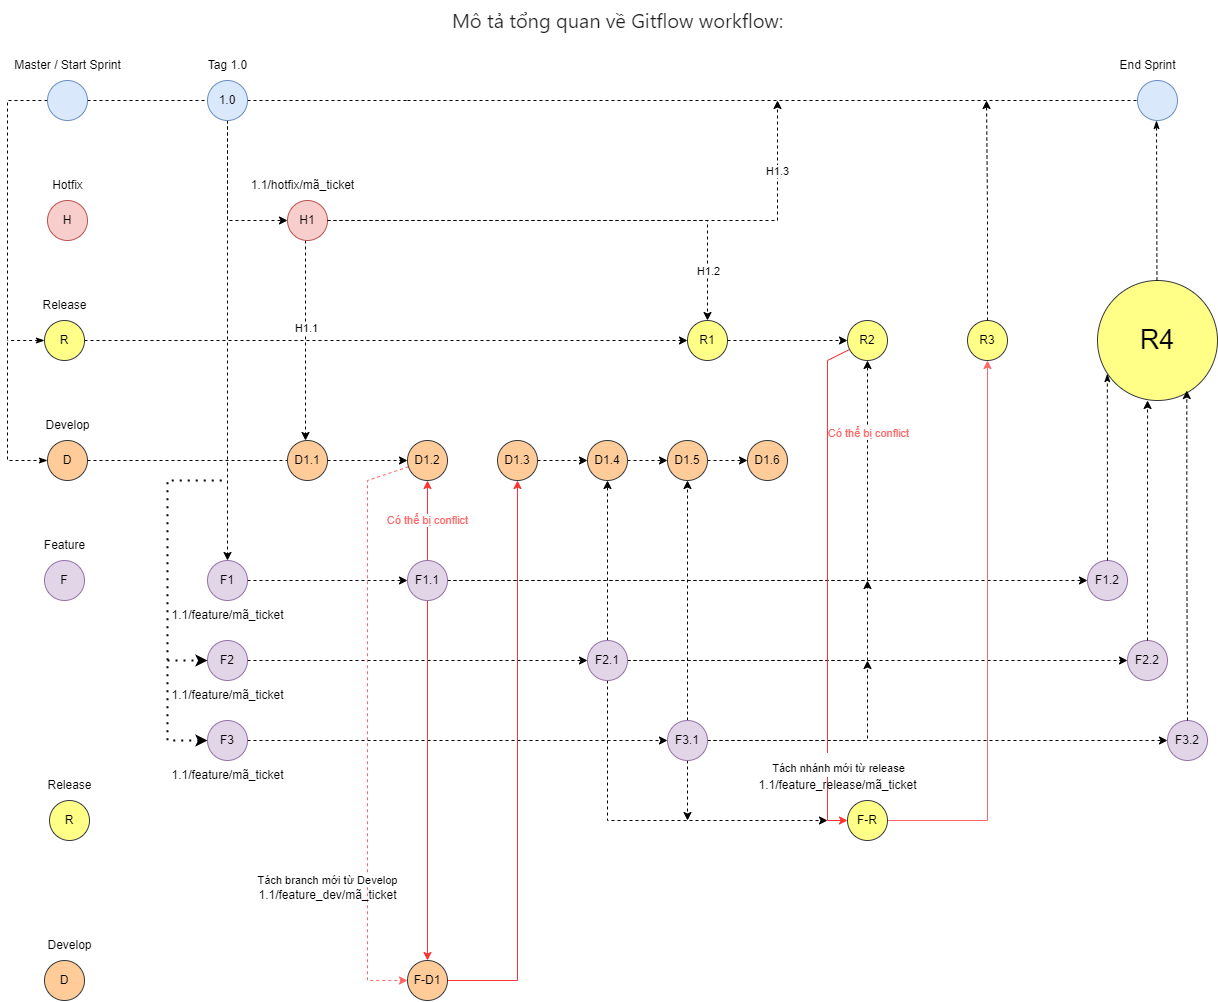 Mô tả tổng quan về Gitflow workflow:
Master / Start Sprint
Tag 1.0
End Sprint
1.0
H1.3
Hotfix
1.1/hotfix/mã_ticket
H
H1
H1.2
Release
H1.1
R
R1
R2
R3
R4
Develop
Có thể bị conflict
D
D1.1
D1.2
D1.3
D1.4
D1.5
D1.6
Có thể bị conflict
Feature
F
F1
F1.1
F1.2
1.1/feature/mã_ticket
F2
F2.1
F2.2
1.1/feature/mã_ticket
F3
F3.1
F3.2
1.1/feature/mã_ticket
Tách nhánh mới từ release
1.1/feature_release/mã_ticket
Release
R
F-R
Tách branch mới từ Develop
1.1/feature_dev/mã_ticket
Develop
D
F-D1